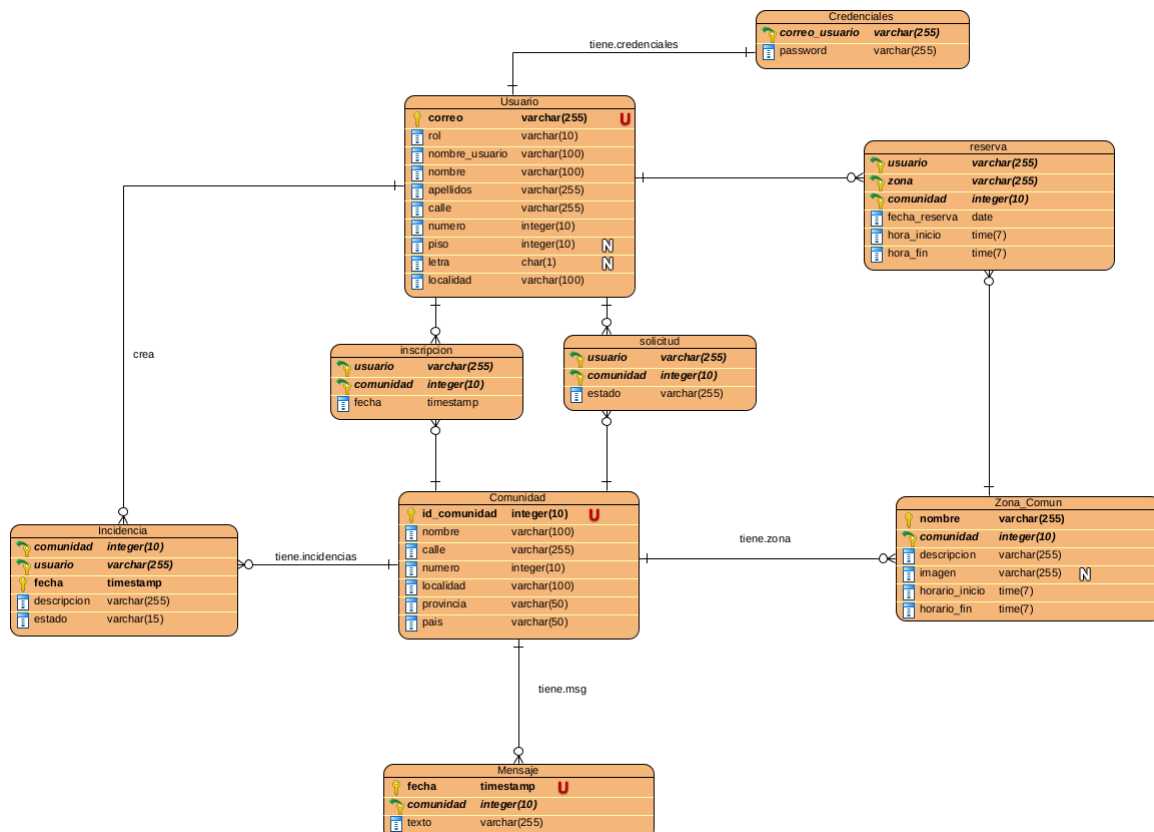 Credenciales
correo_usuario varchar(255)
password varchar(255)
tiene.credenciales
Usuario
correo varchar(255) U
rol varchar(10)
nombre_usuario varchar(100)
nombre varchar(100)
apellidos varchar(255)
calle varchar(255)
numero integer(10)
piso integer(10) N
letra char(1) N
localidad varchar(100)
reserva
usuario varchar(255)
zona varchar(255)
comunidad integer(10)
fecha_reserva date
hora_inicio time(7)
hora_fin time(7)
crea
inscripcion
usuario varchar(255)
comunidad integer(10)
fecha timestamp
solicitud
usuario varchar(255)
comunidad integer(10)
estado varchar(255)
Incidencia
comunidad integer(10)
usuario varchar(255)
fecha timestamp
descripcion varchar(255)
estado varchar(15)
tiene.incidencias
Comunidad
id_comunidad integer(10) U
nombre varchar(100)
calle varchar(255)
numero integer(10)
localidad varchar(100)
provincia varchar(50)
pais varchar(50)
tiene.zona
Zona_Comun
nombre varchar(255)
comunidad integer(10)
descripcion varchar(255)
imagen varchar(255) N
horario_inicio time(7)
horario_fin time(7)
tiene.msg
Mensaje
fecha timestamp U
comunidad integer(10)
texto varchar(255)